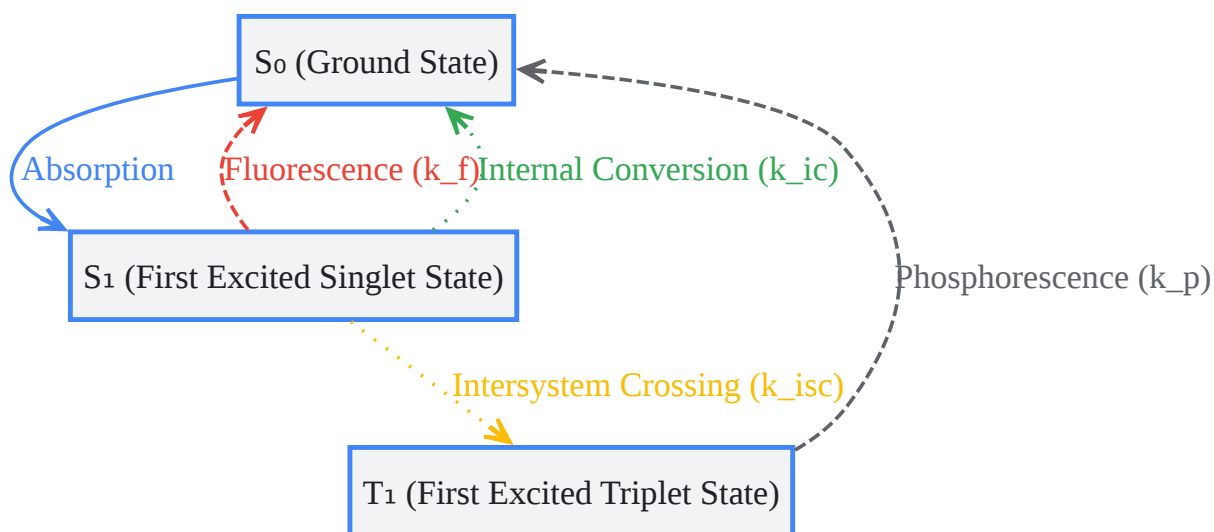 S₀ (Ground State)
Absorption
Fluorescence (k_f)
Internal Conversion (k_ic)
S₁ (First Excited Singlet State)
Phosphorescence (k_p)
Intersystem Crossing (k_isc)
T₁ (First Excited Triplet State)